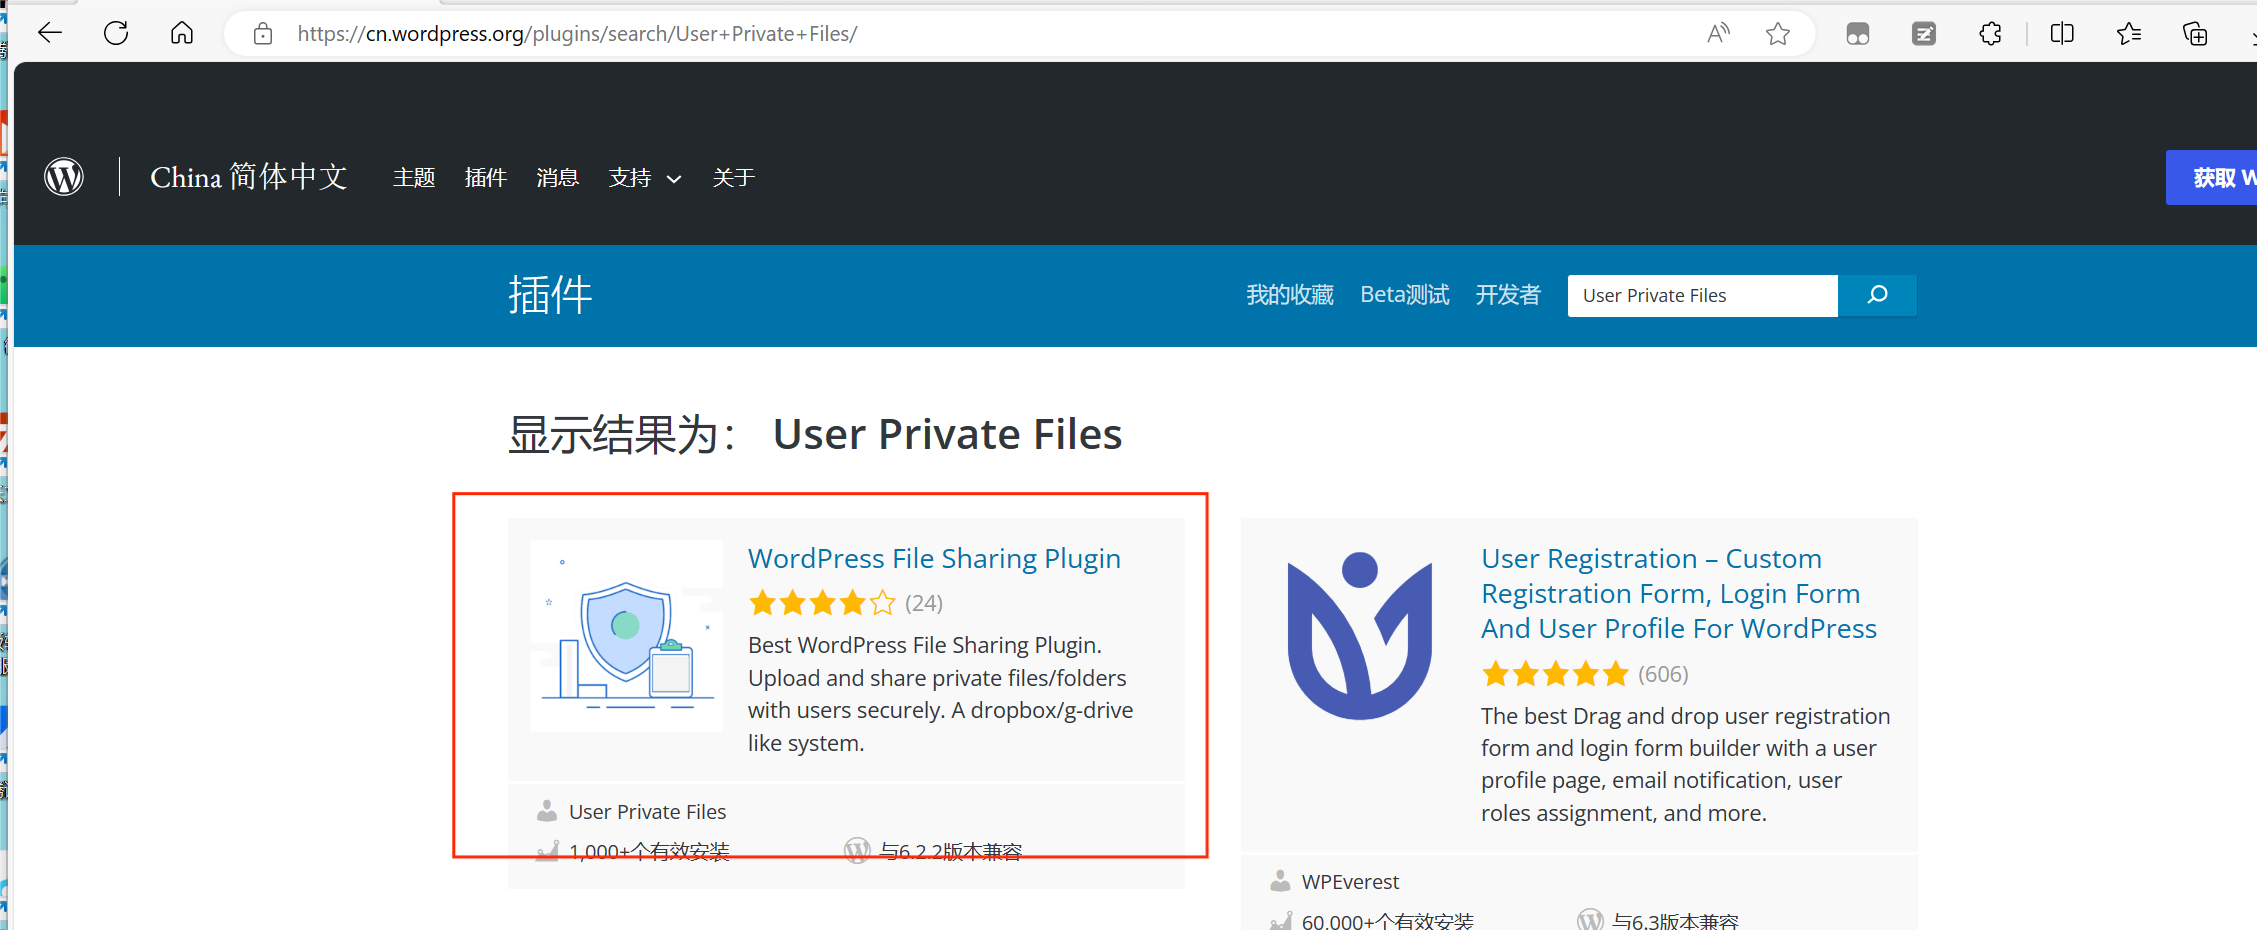 https://cn.wordpress.org/plugins/search/User+Private+Files/
China 简体中文 主题 插件 消息 支持 关于
获取 W
插件 我的收藏 Beta测试 开发者 User Private Files
显示结果为： User Private Files
WordPress File Sharing Plugin
(24)
Best WordPress File Sharing Plugin.
Upload and share private files/folders
with users securely. A dropbox/g-drive
like system.
User Private Files
1,000+个有效安装 与6.2.2版本兼容
User Registration – Custom
Registration Form, Login Form
And User Profile For WordPress
(606)
The best Drag and drop user registration
form and login form builder with a user
profile page, email notification, user
roles assignment, and more.
WPEverest
60,000+个有效安装 与6.3版本兼容